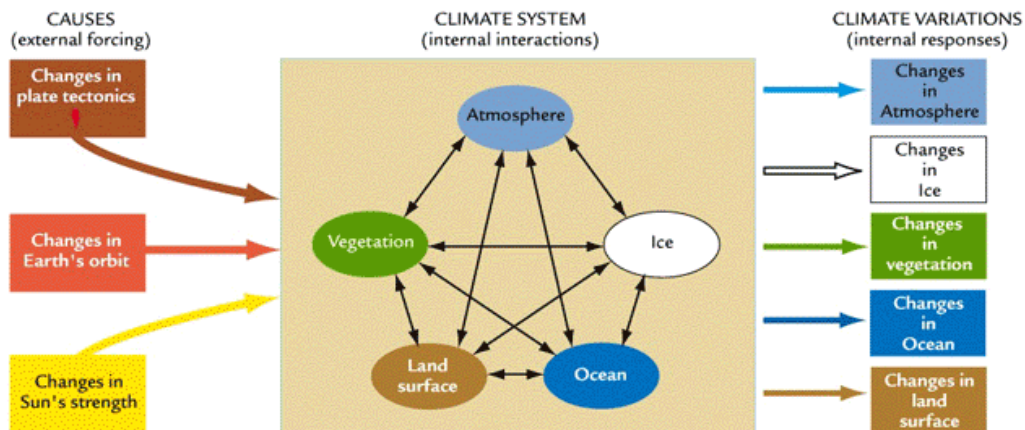 CAUSES
(external forcing)
Changes in
plate tectonics
Changes in
Earth's orbit
Changes in
Sun's strength
CLIMATE SYSTEM
(internal interactions)
Atmosphere
Vegetation
Ice
Land
surface
Ocean
CLIMATE VARIATIONS
(internal responses)
Changes
in
Atmosphere
Changes
in
Ice
Changes
in
vegetation
Changes
in
Ocean
Changes in
land
surface